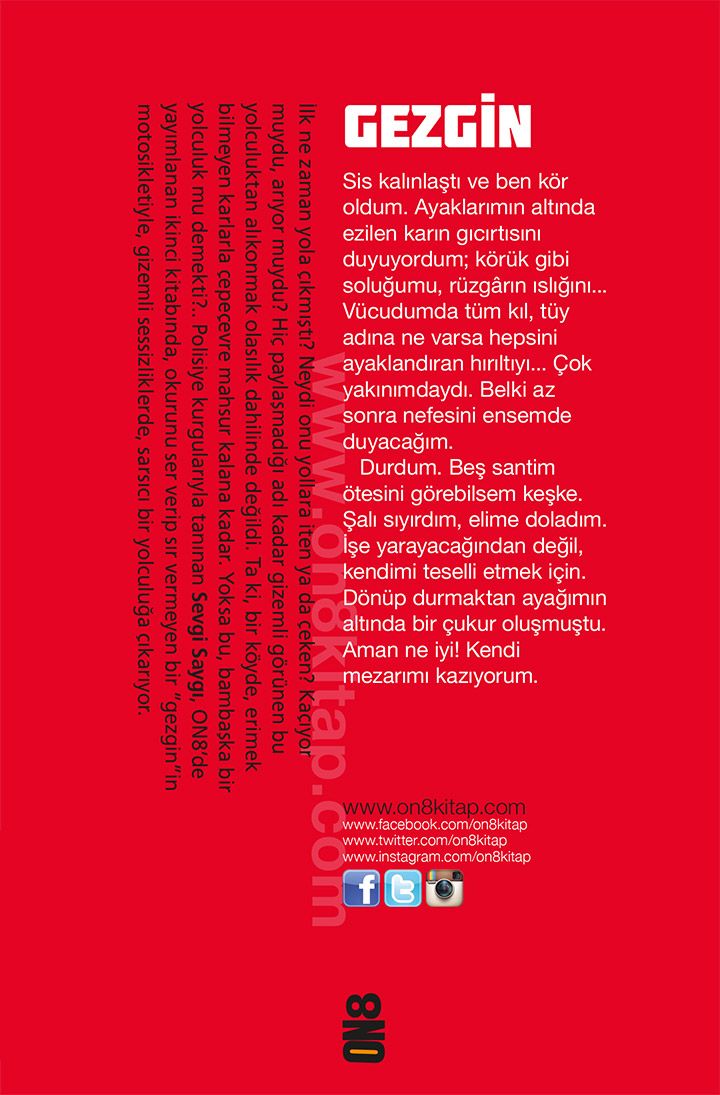 GEZGİN
Sis kalınlaştı ve ben kör
oldum. Ayaklarımın altında
ezilen karın gıcırtısını
duyuyordum; körük gibi
soluğumu, rüzgârın ıslığını...
Vücudumda tüm kıl, tüy
adına ne varsa hepsini
ayaklandıran hırıltıyı... Çok
yakınımdaydı. Belki az
sonra nefesini ensemde
duyacağım.
Durdum. Beş santim
ötesini görebilsem keşke.
Şalı sıyırdım, elime doladım.
İşe yarayacağından değil,
kendimi teselli etmek için.
Dönüp durmaktan ayağımın
altında bir çukur oluşmuştu.
Aman ne iyi! Kendi
mezarımı kazıyorum.
İlk ne zaman yola çıkmıştı? Neydi onu yollara iten ya da çeken? Kaçıyor
muydu, arıyor muydu? Hiç paylaşmadığı adı kadar gizemli görünen bu
yolculuktan alıkonmak olasılık dahilinde değildi. Ta ki, bir köyde, erimek
bilmeyen karlarla çepeçevre mahsur kalana kadar. Yoksa bu, bambaşka bir
yolculuk mu demekti?.. Polisiye kurgularıyla tanınan Sevgi Saygı, ON8'de
yayımlanan ikinci kitabında, okurunu ser verip sır vermeyen bir "gezgin"in
motosikletiyle, gizemli sessizliklerde, sarsıcı bir yolculuğa çıkarıyor.
www.on8kitap.com
www.on8kitap.com
www.facebook.com/on8kitap
www.twitter.com/on8kitap
www.instagram.com/on8kitap
f
t
ON8